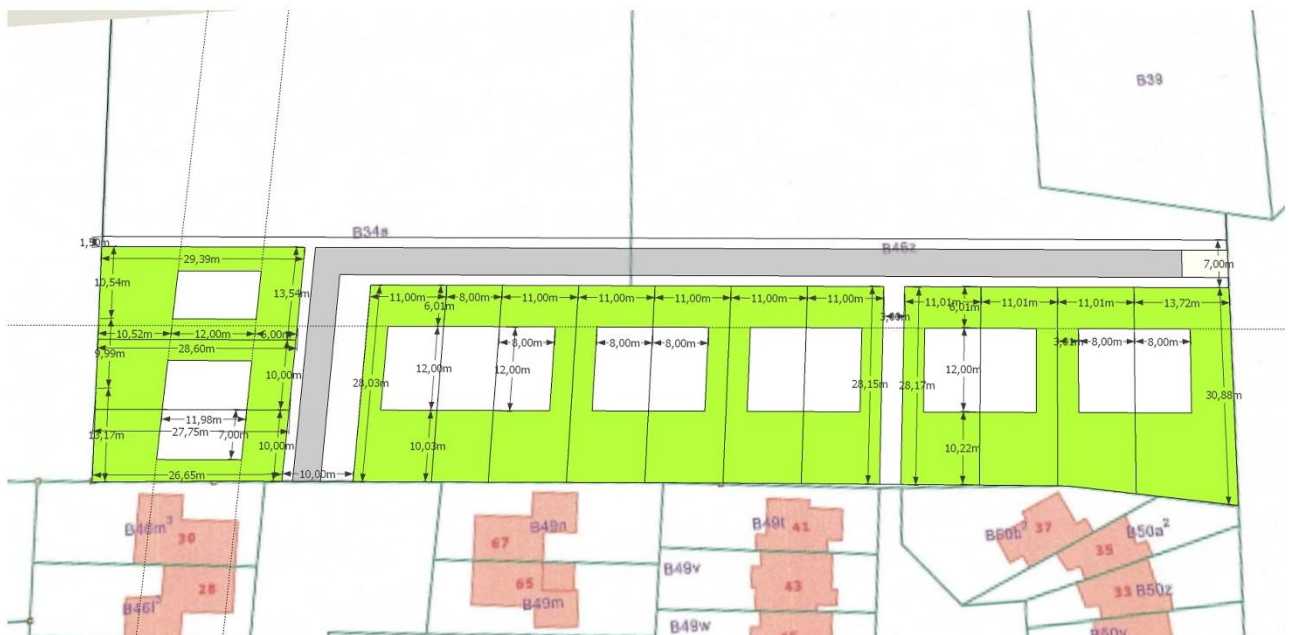 B39
B34a
B46z
1,50m
29,39m
7,00m
10,54m
13,54m
11,00m
8,00m
11,00m
11,00m
11,00m
11,00m
11,00m
6,01m
11,01m
11,01m
11,01m
13,72m
6,01m
10,52m
12,00m
6,00m
28,60m
9,99m
8,00m
8,00m
8,00m
8,00m
8,00m
12,00m
12,00m
12,00m
10,00m
28,03m
28,15m
28,17m
30,88m
11,98m
27,75m
7,00m
13,17m
10,00m
10,03m
10,22m
26,65m
10,00m
30
B49n
B49t
41
37
B50a²
67
35
28
65
B49v
43
33
B50z
B49m
B49w